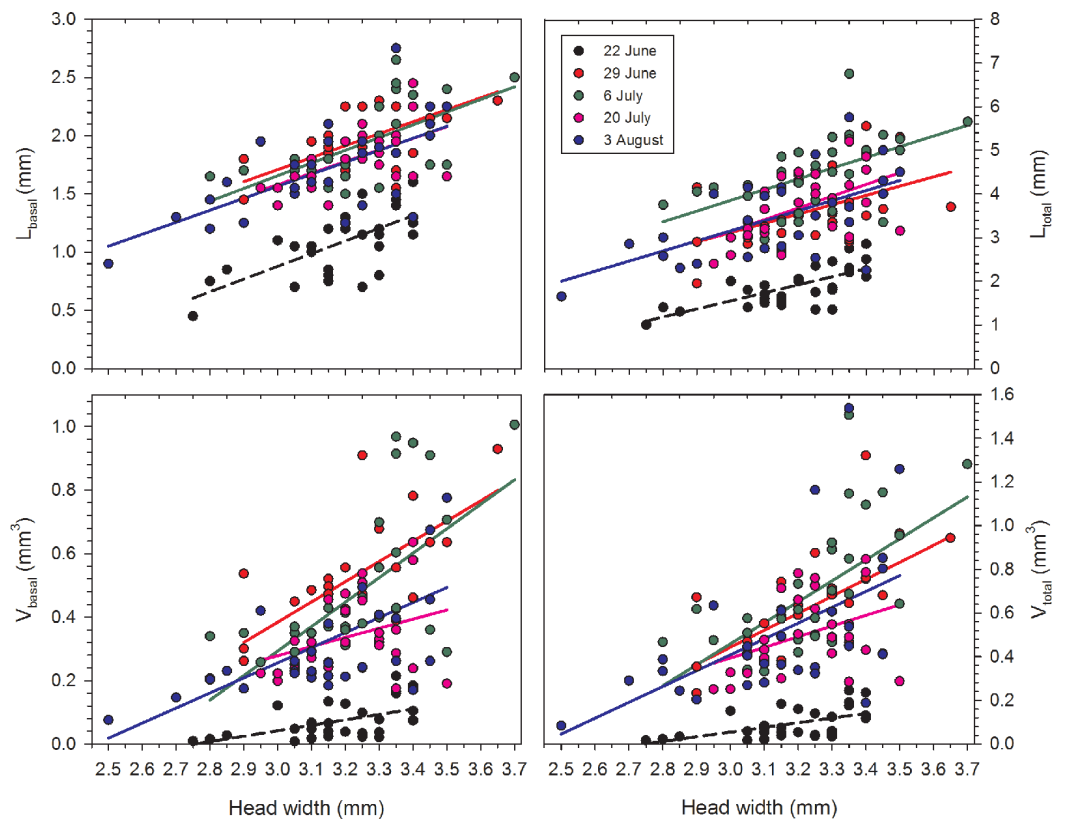 3.0
2.5
2.0
1.5
1.0
0.5
0.0
L_basal (mm)
22 June
29 June
6 July
20 July
3 August
8
7
6
5
4
3
2
1
0
L_total (mm)
1.0
0.8
0.6
0.4
0.2
0.0
V_basal (mm³)
2.5 2.6 2.7 2.8 2.9 3.0 3.1 3.2 3.3 3.4 3.5 3.6 3.7
Head width (mm)
1.6
1.4
1.2
1.0
0.8
0.6
0.4
0.2
0.0
V_total (mm³)
2.5 2.6 2.7 2.8 2.9 3.0 3.1 3.2 3.3 3.4 3.5 3.6 3.7
Head width (mm)